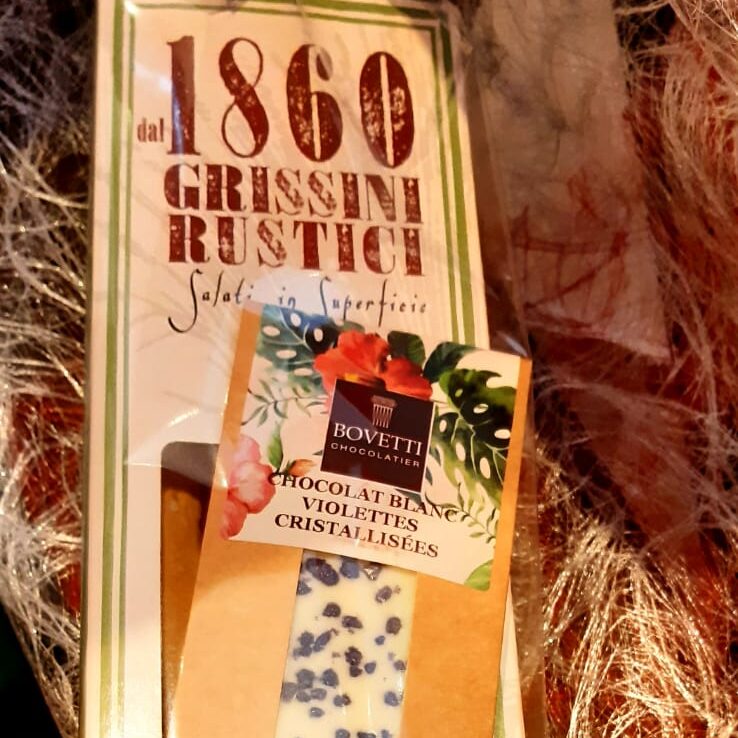 dal 1860
GRISSINI
RUSTICI
Salati in Superficie
BOVETTI
CHOCOLATIER
CHOCOLAT BLANC
VIOLETTES
CRISTALLISÉES